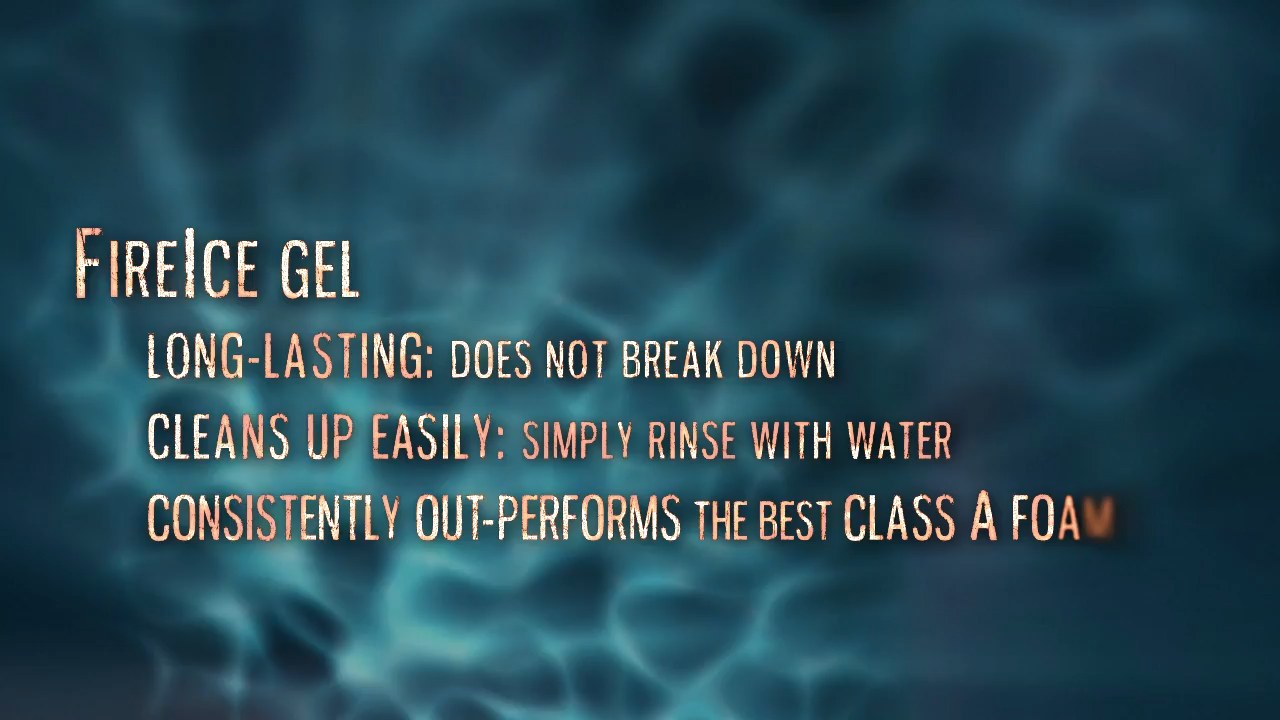 FireIce gel
LONG-LASTING: DOES NOT BREAK DOWN
CLEANS UP EASILY: SIMPLY RINSE WITH WATER
CONSISTENTLY OUT-PERFORMS THE BEST CLASS A FOAM